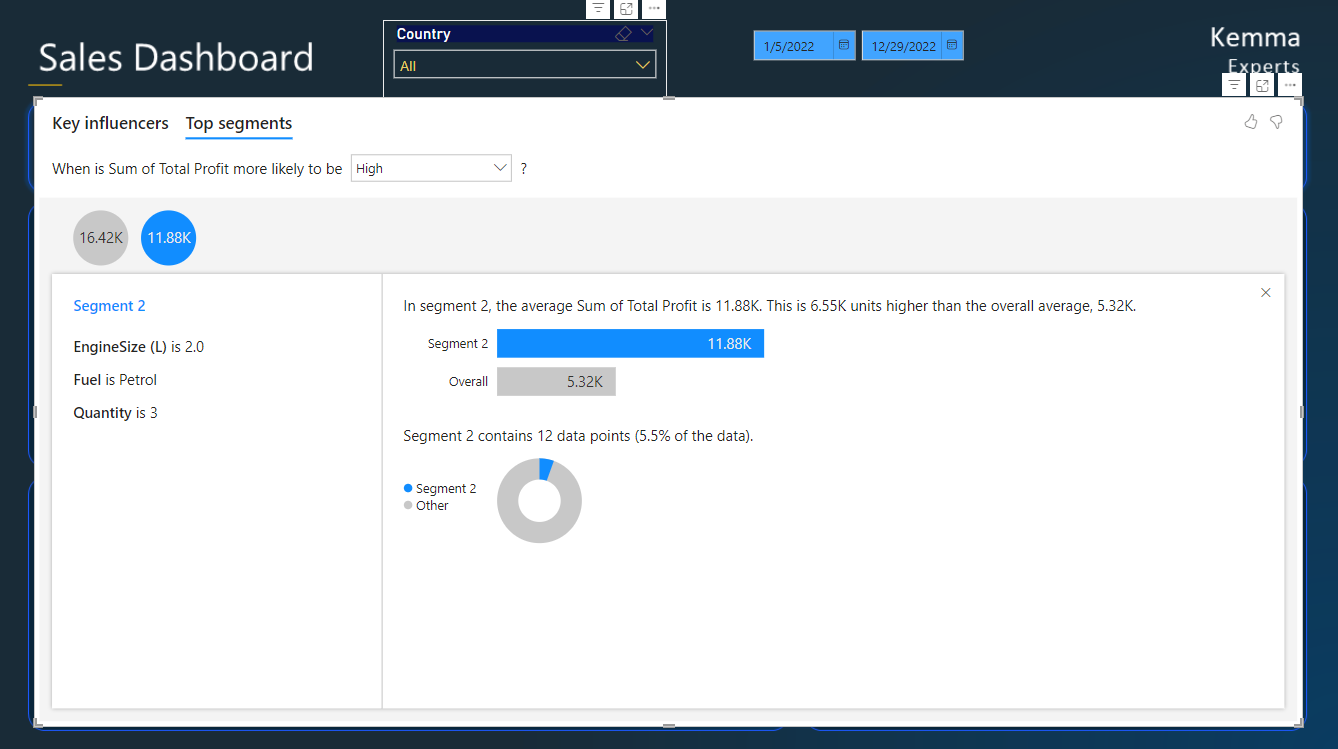 Sales Dashboard
Country
All
1/5/2022
12/29/2022
Kemma
Experts
Key influencers
Top segments
When is Sum of Total Profit more likely to be High ?
16.42K
11.88K
Segment 2
EngineSize (L) is 2.0
Fuel is Petrol
Quantity is 3
In segment 2, the average Sum of Total Profit is 11.88K. This is 6.55K units higher than the overall average, 5.32K.
Segment 2 11.88K
Overall 5.32K
Segment 2 contains 12 data points (5.5% of the data).
Segment 2
Other